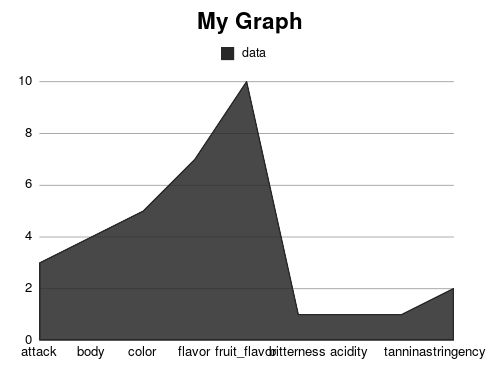 My Graph
data
10
8
6
4
2
0
attack body color flavor fruit_flavor bitterness acidity tannin astringency